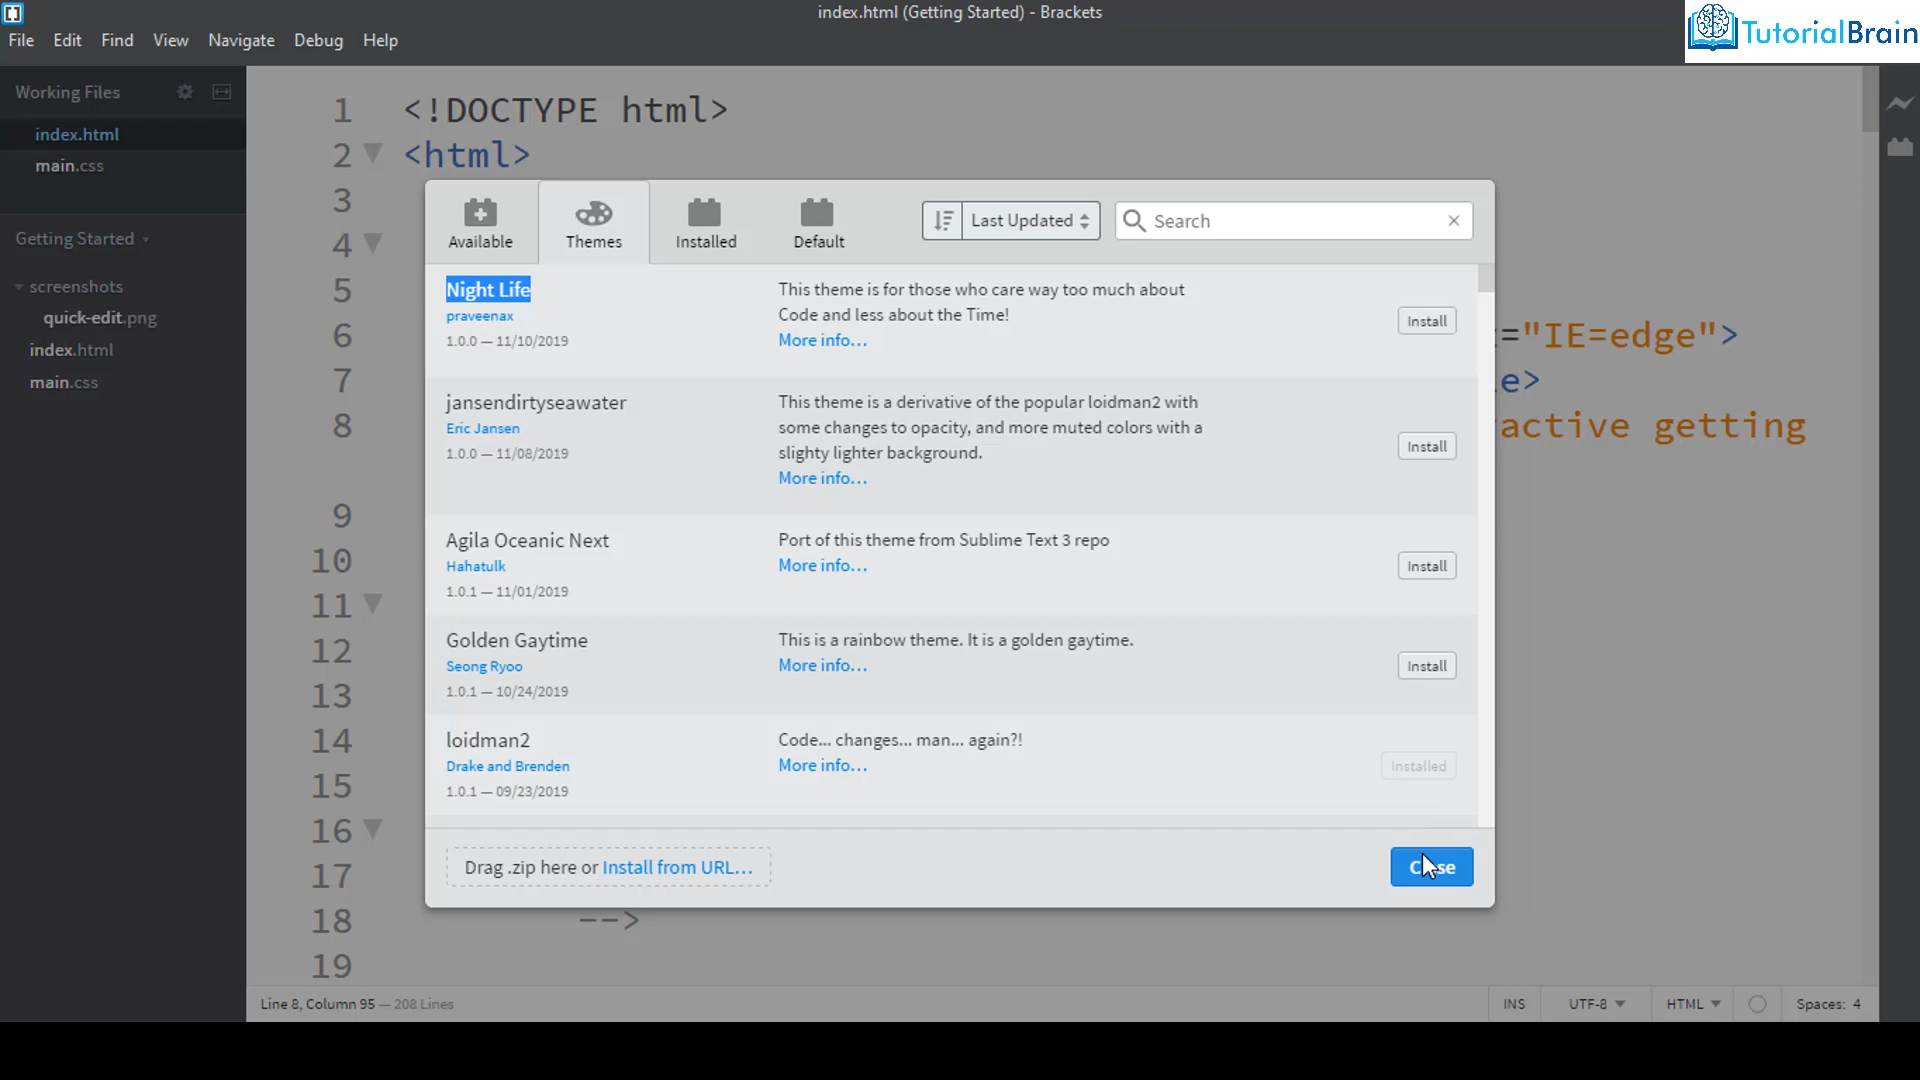 index.html (Getting Started) - Brackets
TutorialBrain
File Edit Find View Navigate Debug Help
Working Files
index.html
main.css
Getting Started
screenshots
quick-edit.png
index.html
main.css
1 <!DOCTYPE html>
2 <html>
3
4
5
6 ="IE=edge">
7 e>
8 active getting
9
10
11
12
13
14
15
16
17
18 -->
19
Available
Themes
Installed
Default
Last Updated
Search
Night Life
praveenax
1.0.0 — 11/10/2019
This theme is for those who care way too much about
Code and less about the Time!
More info...
Install
jansendirtyseawater
Eric Jansen
1.0.0 — 11/08/2019
This theme is a derivative of the popular loidman2 with
some changes to opacity, and more muted colors with a
slighty lighter background.
More info...
Install
Agila Oceanic Next
Hahatulk
1.0.1 — 11/01/2019
Port of this theme from Sublime Text 3 repo
More info...
Install
Golden Gaytime
Seong Ryoo
1.0.1 — 10/24/2019
This is a rainbow theme. It is a golden gaytime.
More info...
Install
loidman2
Drake and Brenden
1.0.1 — 09/23/2019
Code... changes... man... again?!
More info...
Installed
Drag .zip here or Install from URL...
Close
Line 8, Column 95 — 208 Lines
INS UTF-8 HTML Spaces: 4